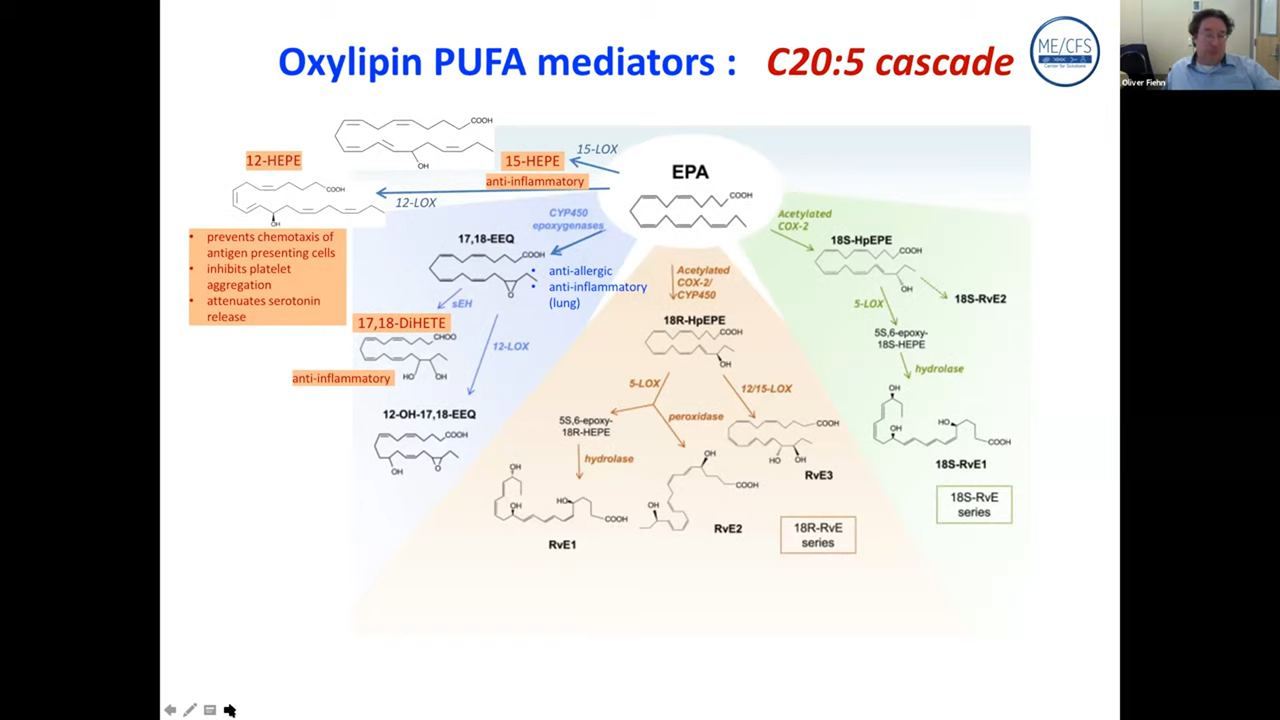 Oxylipin PUFA mediators : C20:5 cascade
ME/CFS
Center for Solutions
Oliver Fiehn
COOH
OH
12-HEPE
15-HEPE
15-LOX
anti-inflammatory
COOH
OH
12-LOX
• prevents chemotaxis of
antigen presenting cells
• inhibits platelet
aggregation
• attenuates serotonin
release
EPA
COOH
CYP450
epoxygenases
17,18-EEQ
COOH
O
• anti-allergic
• anti-inflammatory
(lung)
sEH
17,18-DiHETE
CHOO
HO
OH
anti-inflammatory
12-LOX
12-OH-17,18-EEQ
COOH
OH
O
Acetylated
COX-2/
CYP450
18R-HpEPE
COOH
OH
5-LOX
12/15-LOX
peroxidase
5S,6-epoxy-
18R-HEPE
hydrolase
OH
OH
HO
COOH
RvE1
OH
COOH
OH
RvE2
COOH
HO
OH
RvE3
18R-RvE
series
Acetylated
COX-2
18S-HpEPE
COOH
OH
18S-RvE2
5-LOX
5S,6-epoxy-
18S-HEPE
hydrolase
OH
OH
HO
COOH
18S-RvE1
18S-RvE
series